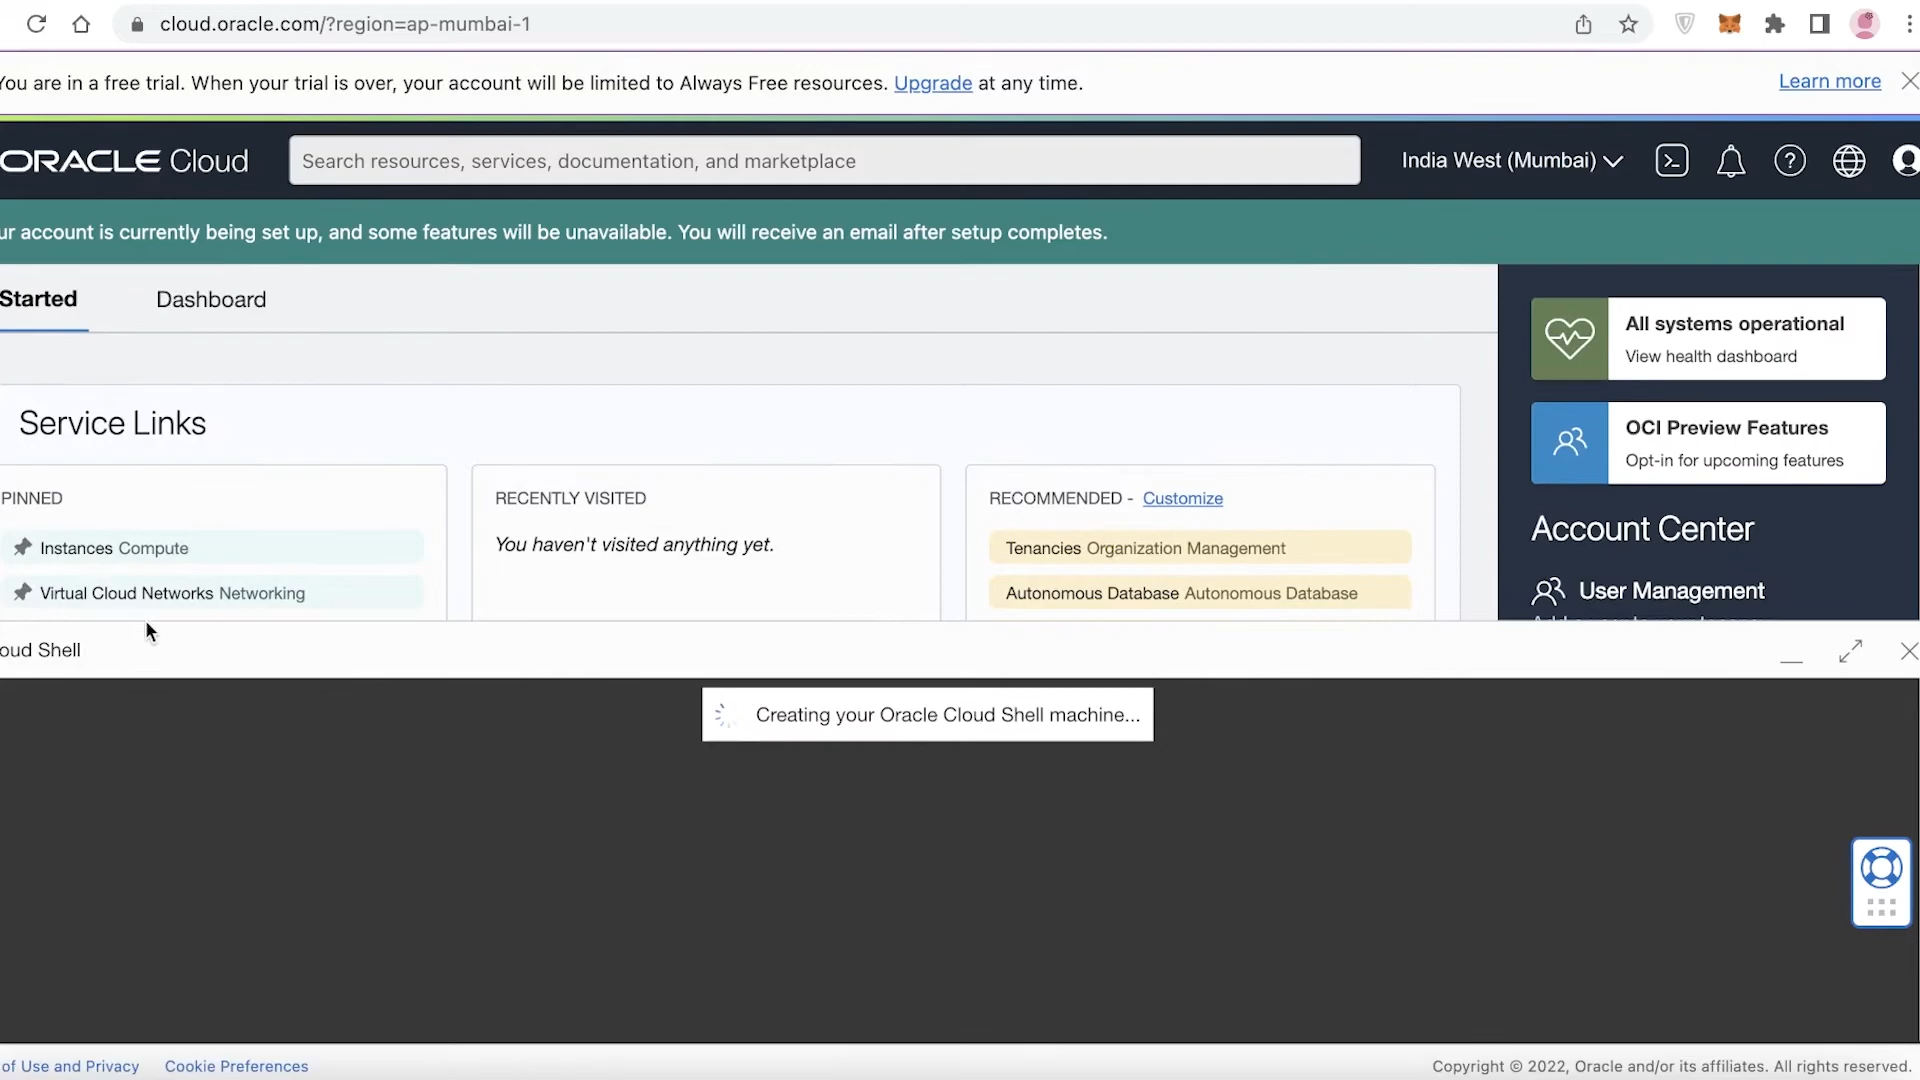 cloud.oracle.com/?region=ap-mumbai-1
You are in a free trial. When your trial is over, your account will be limited to Always Free resources. Upgrade at any time.
Learn more
ORACLE Cloud
Search resources, services, documentation, and marketplace
India West (Mumbai)
ur account is currently being set up, and some features will be unavailable. You will receive an email after setup completes.
Started
Dashboard
All systems operational
View health dashboard
OCI Preview Features
Opt-in for upcoming features
Service Links
PINNED
Instances Compute
Virtual Cloud Networks Networking
RECENTLY VISITED
You haven't visited anything yet.
RECOMMENDED - Customize
Tenancies Organization Management
Autonomous Database Autonomous Database
Account Center
User Management
oud Shell
Creating your Oracle Cloud Shell machine...
of Use and Privacy
Cookie Preferences
Copyright © 2022, Oracle and/or its affiliates. All rights reserved.